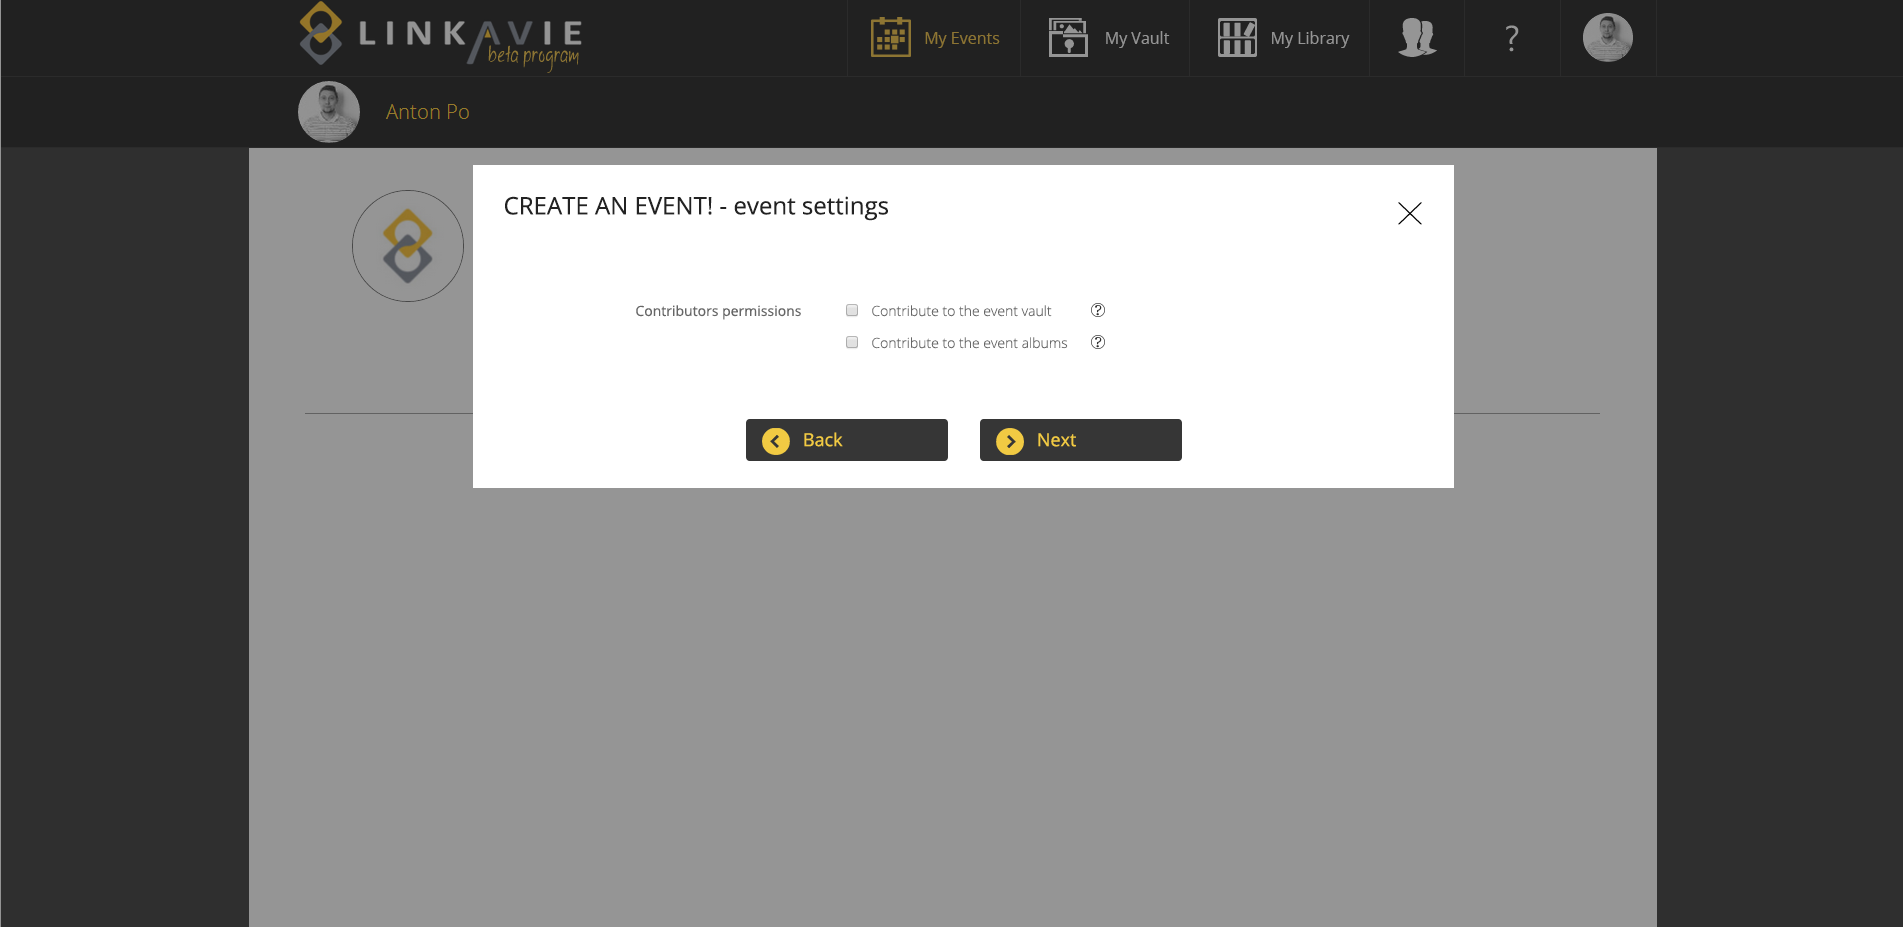 LINKAVIE
beta program
My Events
My Vault
My Library
?
Anton Po
CREATE AN EVENT! - event settings
Contributors permissions
Contribute to the event vault ?
Contribute to the event albums ?
Back
Next